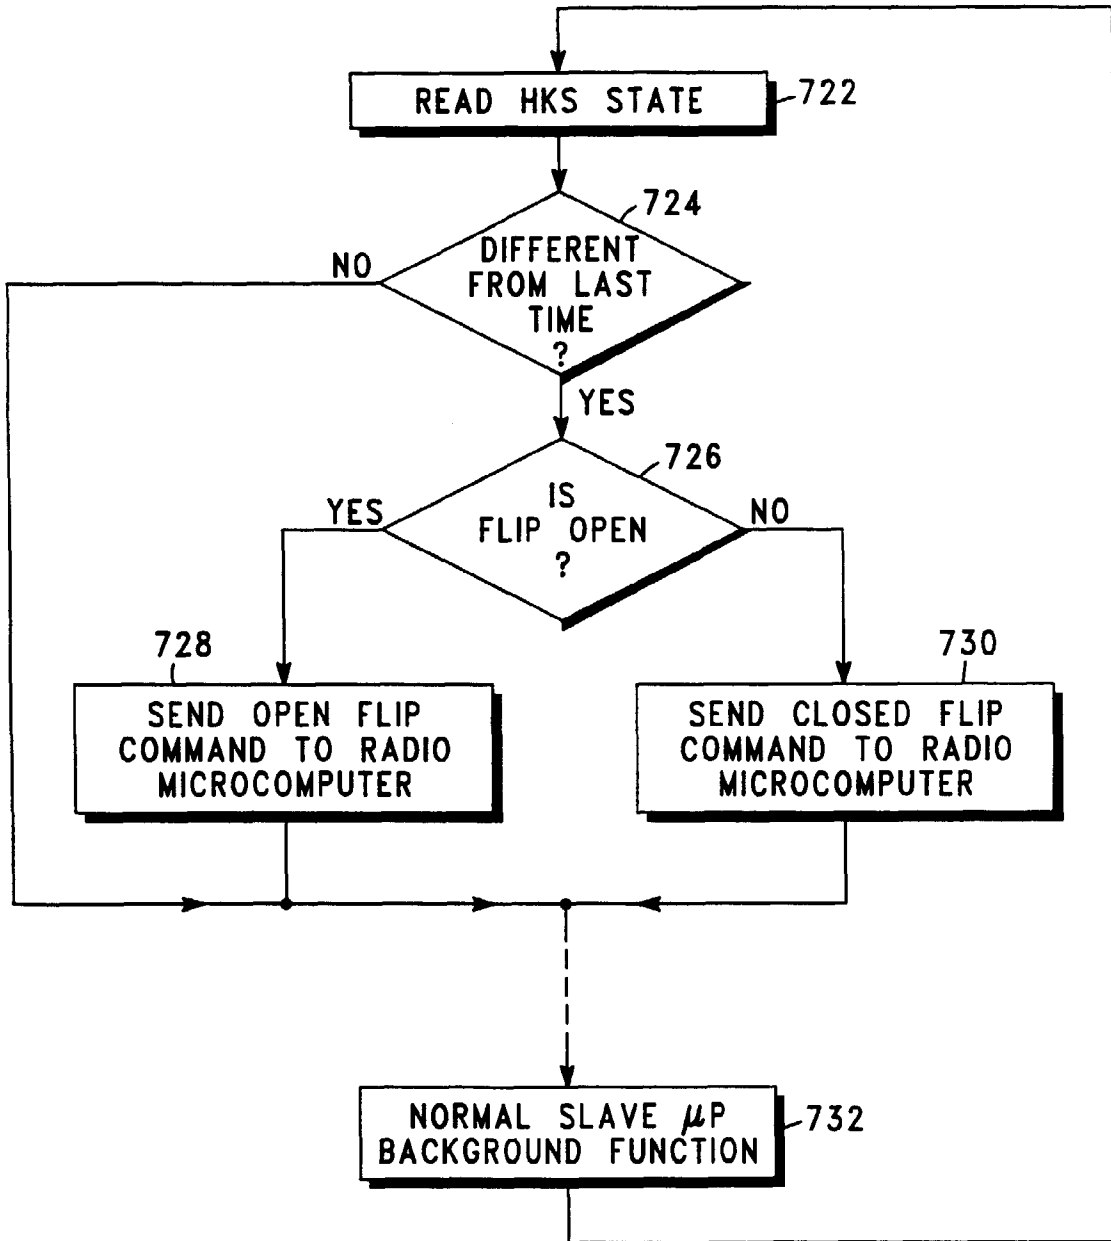 READ HKS STATE
722
724
DIFFERENT
FROM LAST
TIME
?
NO
YES
726
IS
FLIP OPEN
?
YES
NO
728
SEND OPEN FLIP
COMMAND TO RADIO
MICROCOMPUTER
730
SEND CLOSED FLIP
COMMAND TO RADIO
MICROCOMPUTER
NORMAL SLAVE μP
BACKGROUND FUNCTION
732